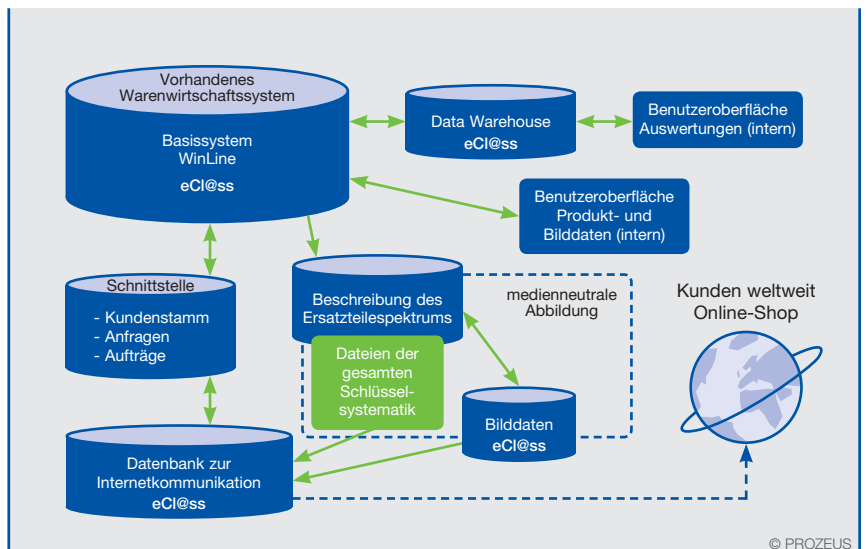 Vorhandenes
Warenwirtschaftssystem
Basissystem
WinLine
eCl@ss
Data Warehouse
eCl@ss
Benutzeroberfläche
Auswertungen (intern)
Benutzeroberfläche
Produkt- und
Bilddaten (intern)
Schnittstelle
- Kundenstamm
- Anfragen
- Aufträge
Beschreibung des
Ersatzteilespektrums
medienneutrale
Abbildung
Kunden weltweit
Online-Shop
Dateien der
gesamten
Schlüssel-
systematik
Bilddaten
eCl@ss
Datenbank zur
Internetkommunikation
eCl@ss
© PROZEUS